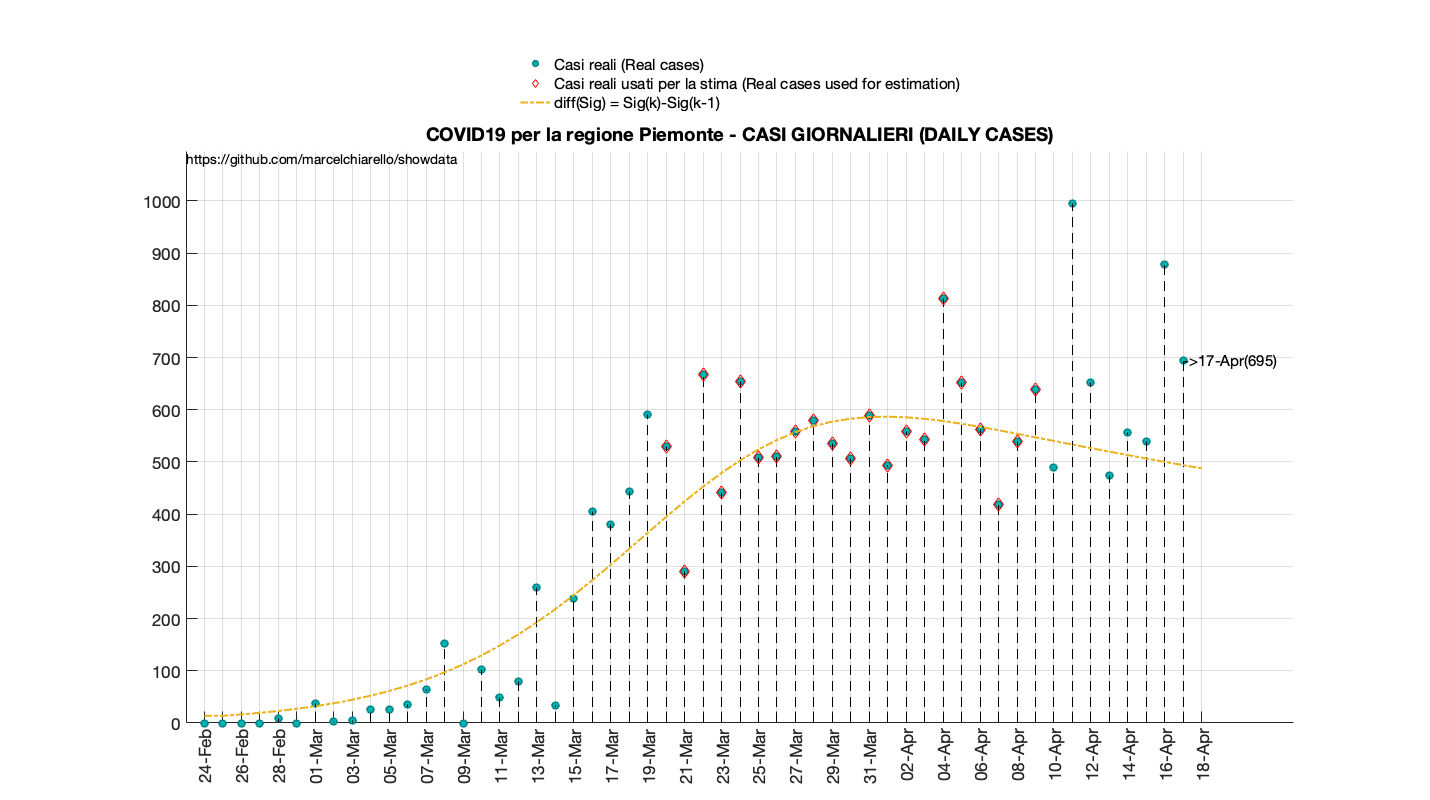 Casi reali (Real cases)
Casi reali usati per la stima (Real cases used for estimation)
diff(Sig) = Sig(k)-Sig(k-1)
COVID19 per la regione Piemonte - CASI GIORNALIERI (DAILY CASES)
https://github.com/marcelchiarello/showdata
1000
900
800
700
->17-Apr(695)
600
500
400
300
200
100
0
24-Feb
26-Feb
28-Feb
01-Mar
03-Mar
05-Mar
07-Mar
09-Mar
11-Mar
13-Mar
15-Mar
17-Mar
19-Mar
21-Mar
23-Mar
25-Mar
27-Mar
29-Mar
31-Mar
02-Apr
04-Apr
06-Apr
08-Apr
10-Apr
12-Apr
14-Apr
16-Apr
18-Apr